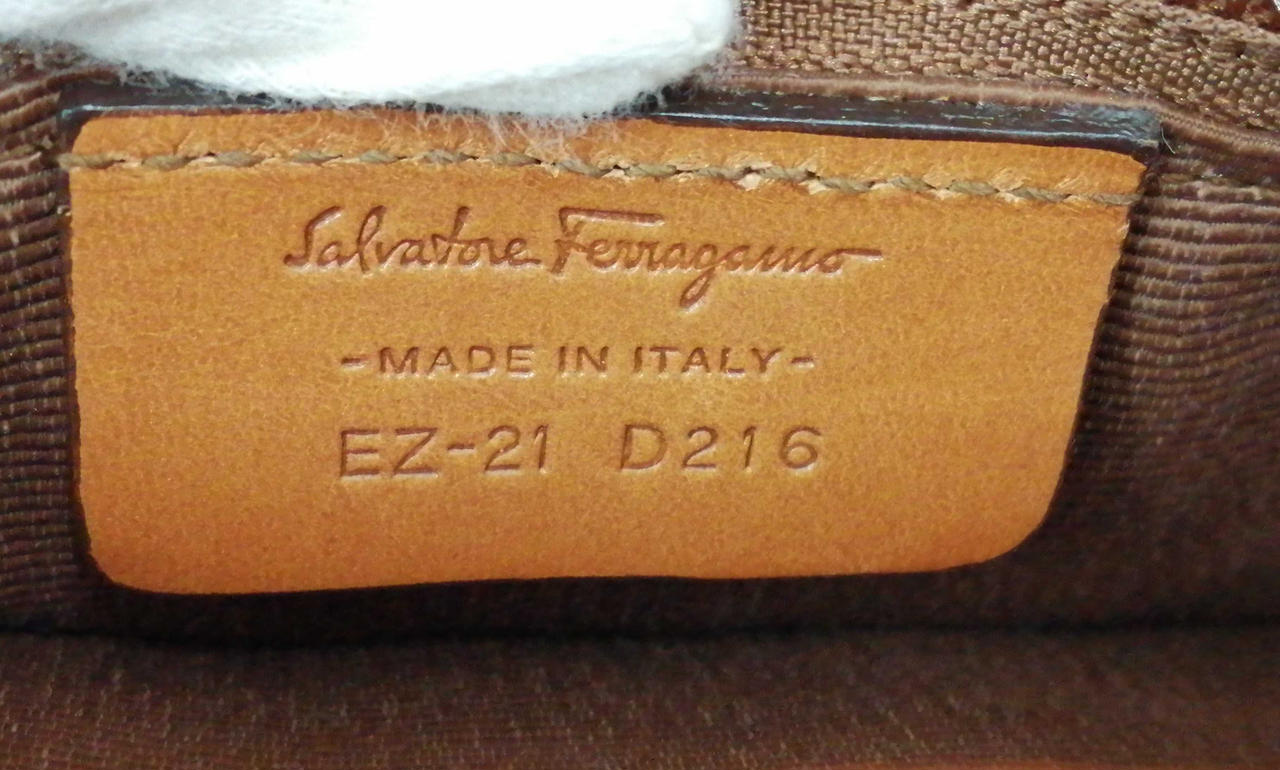 Salvatore Ferragamo
-MADE IN ITALY-
EZ-21 D216